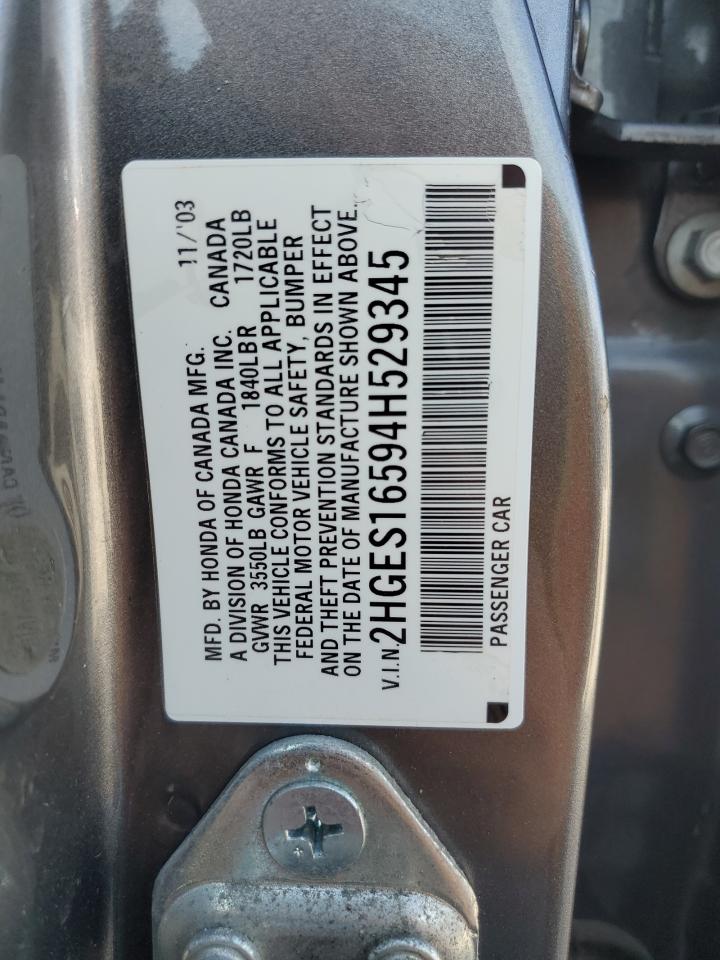 MFD. BY HONDA OF CANADA MFG. 11/'03
A DIVISION OF HONDA CANADA INC. CANADA
GVWR 3550LB GAWR F 1840LBR 1720LB
THIS VEHICLE CONFORMS TO ALL APPLICABLE
FEDERAL MOTOR VEHICLE SAFETY, BUMPER
AND THEFT PREVENTION STANDARDS IN EFFECT
ON THE DATE OF MANUFACTURE SHOWN ABOVE.
V.I.N. 2HGES16594H529345
PASSENGER CAR